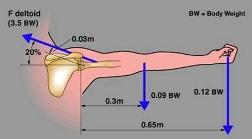 F deltoid
(3.5 BW)
BW = Body Weight
0.03m
20%
0.09 BW
0.12 BW
0.3m
0.65m